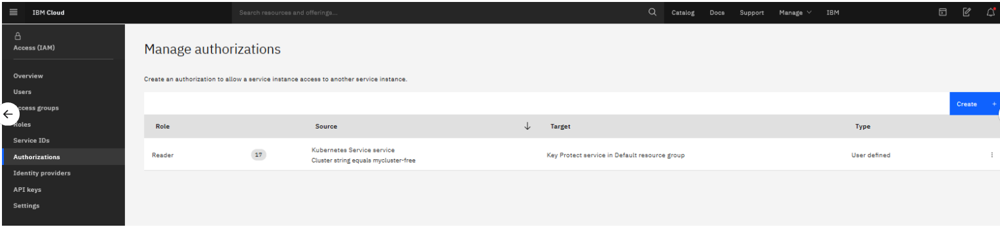 IBM Cloud
Search resources and offerings...
Catalog Docs Support Manage IBM
Access (IAM)
Overview
Users
ccess groups
Roles
Service IDs
Authorizations
Identity providers
API keys
Settings
Manage authorizations
Create an authorization to allow a service instance access to another service instance.
Create +
Role Source Target Type
Reader 17 Kubernetes Service service
Cluster string equals mycluster-free
Key Protect service in Default resource group User defined